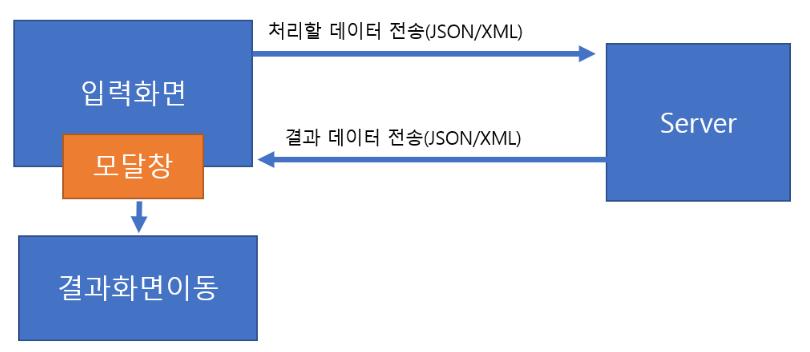 처리할 데이터 전송(JSON/XML)
입력화면
Server
결과 데이터 전송(JSON/XML)
모달창
결과화면이동